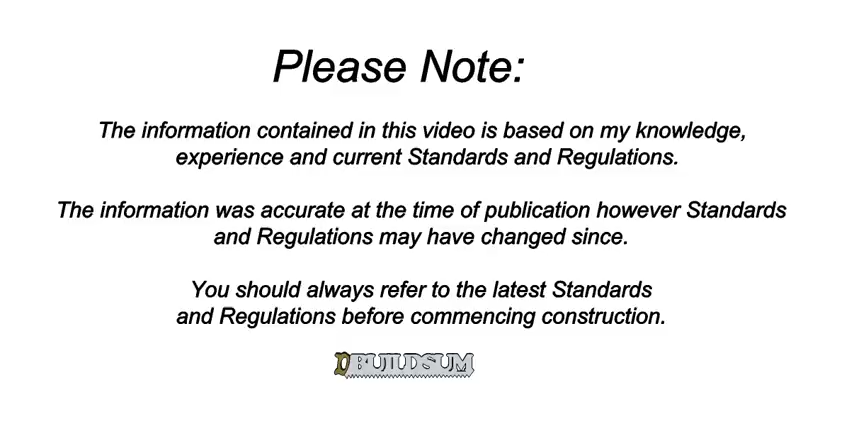 Please Note:
The information contained in this video is based on my knowledge,
experience and current Standards and Regulations.
The information was accurate at the time of publication however Standards
and Regulations may have changed since.
You should always refer to the latest Standards
and Regulations before commencing construction.
BUILDSUM